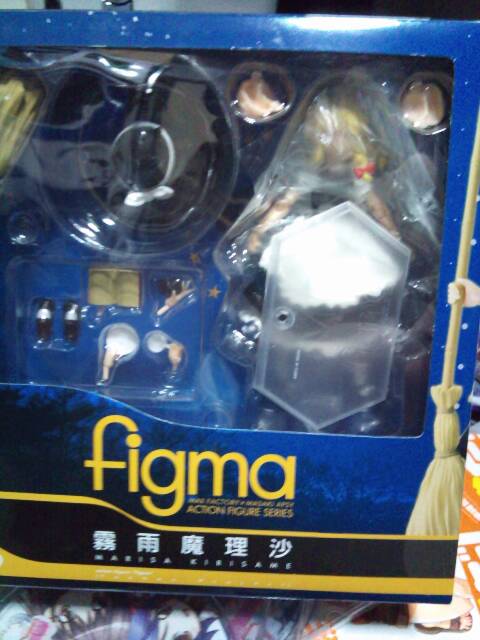 figma
MAX FACTORY × MASAKI APSY
ACTION FIGURE SERIES
霧雨魔理沙
MARISA KIRISAME